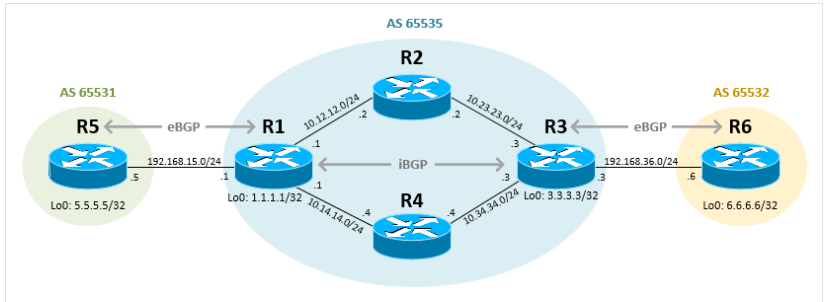 AS 65535
R2
AS 65531
AS 65532
10.12.12.0/24
10.23.23.0/24
R5
eBGP
R1
.2
.2
R3
eBGP
R6
.1
.3
192.168.15.0/24
iBGP
192.168.36.0/24
.5
.1
.1
.3
.3
.6
R4
Lo0: 5.5.5.5/32
Lo0: 1.1.1.1/32
Lo0: 3.3.3.3/32
Lo0: 6.6.6.6/32
10.14.14.0/24
.4
.4
10.34.34.0/24